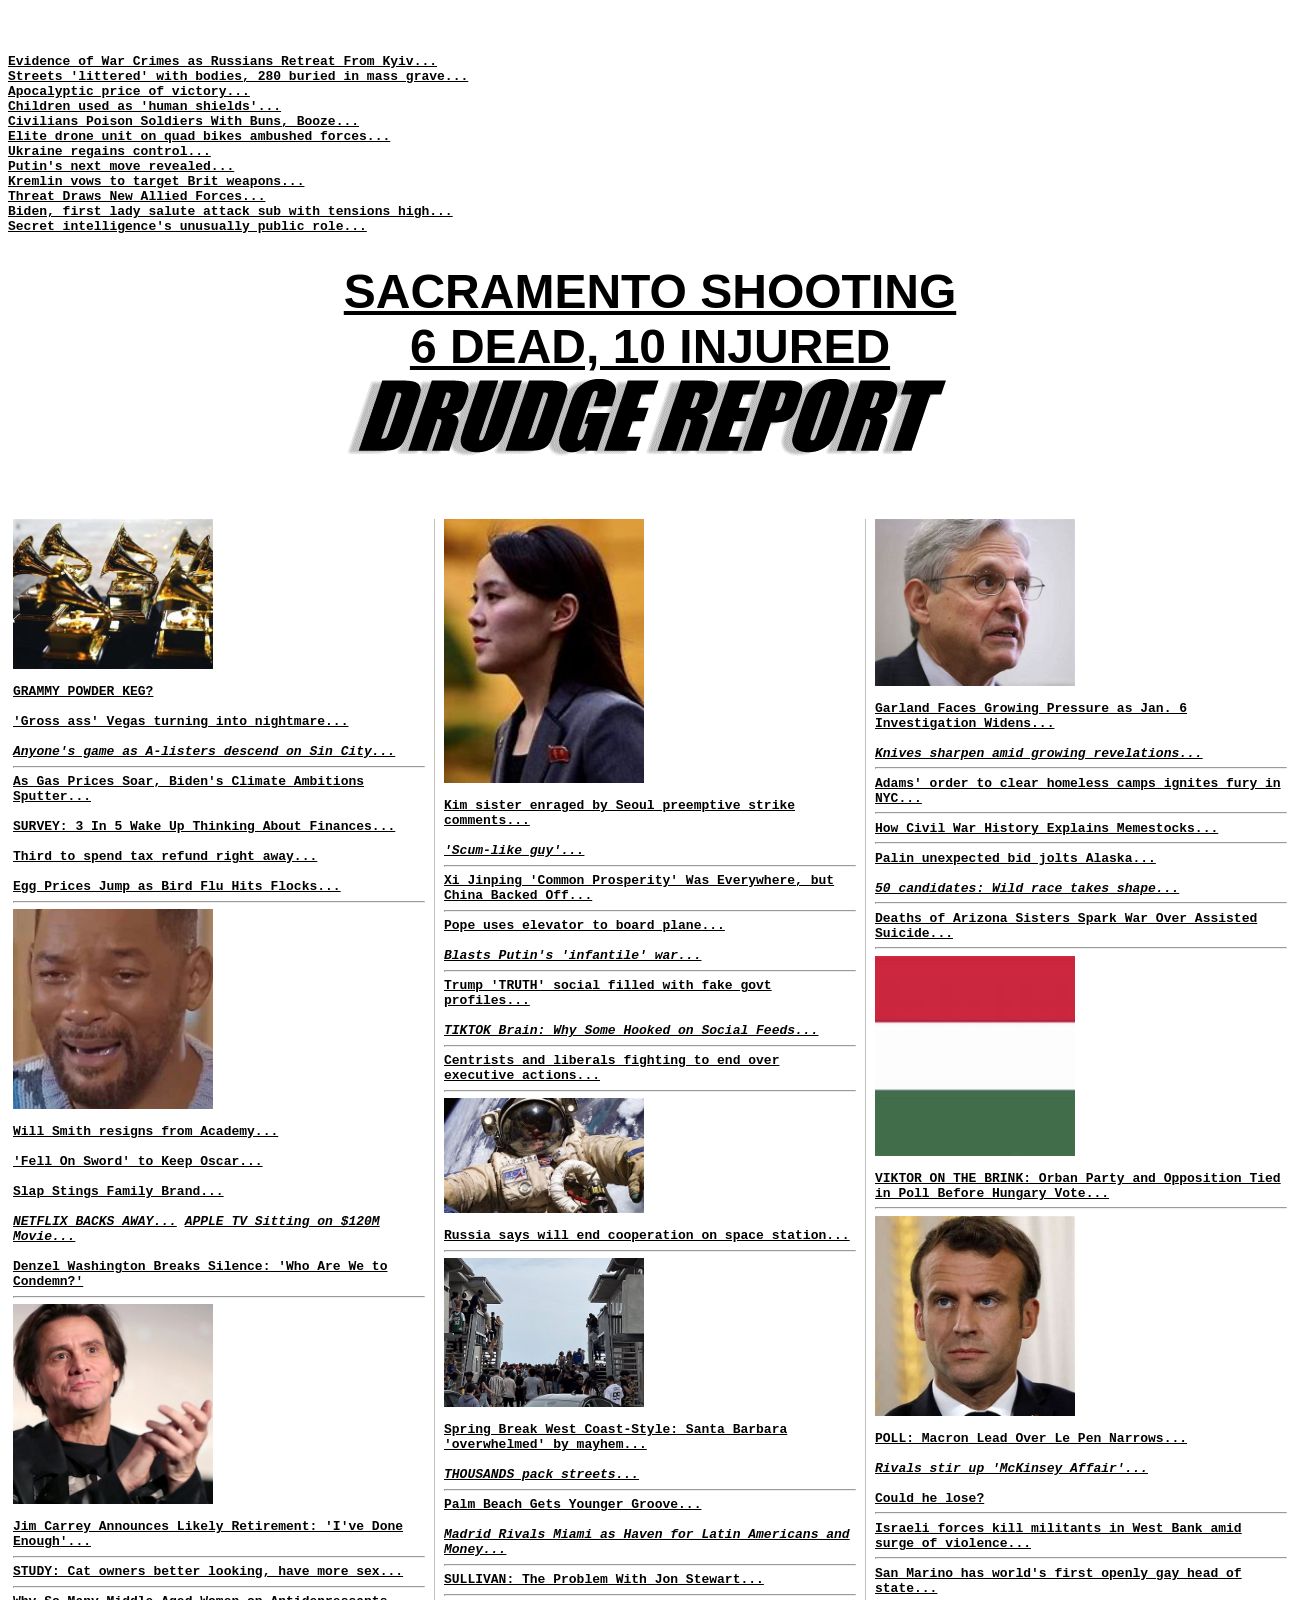 Evidence of War Crimes as Russians Retreat From Kyiv...
Streets 'littered' with bodies, 280 buried in mass grave...
Apocalyptic price of victory...
Children used as 'human shields'...
Civilians Poison Soldiers With Buns, Booze...
Elite drone unit on quad bikes ambushed forces...
Ukraine regains control...
Putin's next move revealed...
Kremlin vows to target Brit weapons...
Threat Draws New Allied Forces...
Biden, first lady salute attack sub with tensions high...
Secret intelligence's unusually public role...
SACRAMENTO SHOOTING
6 DEAD, 10 INJURED
DRUDGE REPORT
GRAMMY POWDER KEG?
'Gross ass' Vegas turning into nightmare...
Anyone's game as A-listers descend on Sin City...
As Gas Prices Soar, Biden's Climate Ambitions
Sputter...
SURVEY: 3 In 5 Wake Up Thinking About Finances...
Third to spend tax refund right away...
Egg Prices Jump as Bird Flu Hits Flocks...
Will Smith resigns from Academy...
'Fell On Sword' to Keep Oscar...
Slap Stings Family Brand...
NETFLIX BACKS AWAY... APPLE TV Sitting on $120M
Movie...
Denzel Washington Breaks Silence: 'Who Are We to
Condemn?'
Jim Carrey Announces Likely Retirement: 'I've Done
Enough'...
STUDY: Cat owners better looking, have more sex...
Why So Many Middle-Aged Women on Antidepressants...
Kim sister enraged by Seoul preemptive strike
comments...
'Scum-like guy'...
Xi Jinping 'Common Prosperity' Was Everywhere, but
China Backed Off...
Pope uses elevator to board plane...
Blasts Putin's 'infantile' war...
Trump 'TRUTH' social filled with fake govt
profiles...
TIKTOK Brain: Why Some Hooked on Social Feeds...
Centrists and liberals fighting to end over
executive actions...
Russia says will end cooperation on space station...
Spring Break West Coast-Style: Santa Barbara
'overwhelmed' by mayhem...
THOUSANDS pack streets...
Palm Beach Gets Younger Groove...
Madrid Rivals Miami as Haven for Latin Americans and
Money...
SULLIVAN: The Problem With Jon Stewart...
Garland Faces Growing Pressure as Jan. 6
Investigation Widens...
Knives sharpen amid growing revelations...
Adams' order to clear homeless camps ignites fury in
NYC...
How Civil War History Explains Memestocks...
Palin unexpected bid jolts Alaska...
50 candidates: Wild race takes shape...
Deaths of Arizona Sisters Spark War Over Assisted
Suicide...
VIKTOR ON THE BRINK: Orban Party and Opposition Tied
in Poll Before Hungary Vote...
POLL: Macron Lead Over Le Pen Narrows...
Rivals stir up 'McKinsey Affair'...
Could he lose?
Israeli forces kill militants in West Bank amid
surge of violence...
San Marino has world's first openly gay head of
state...